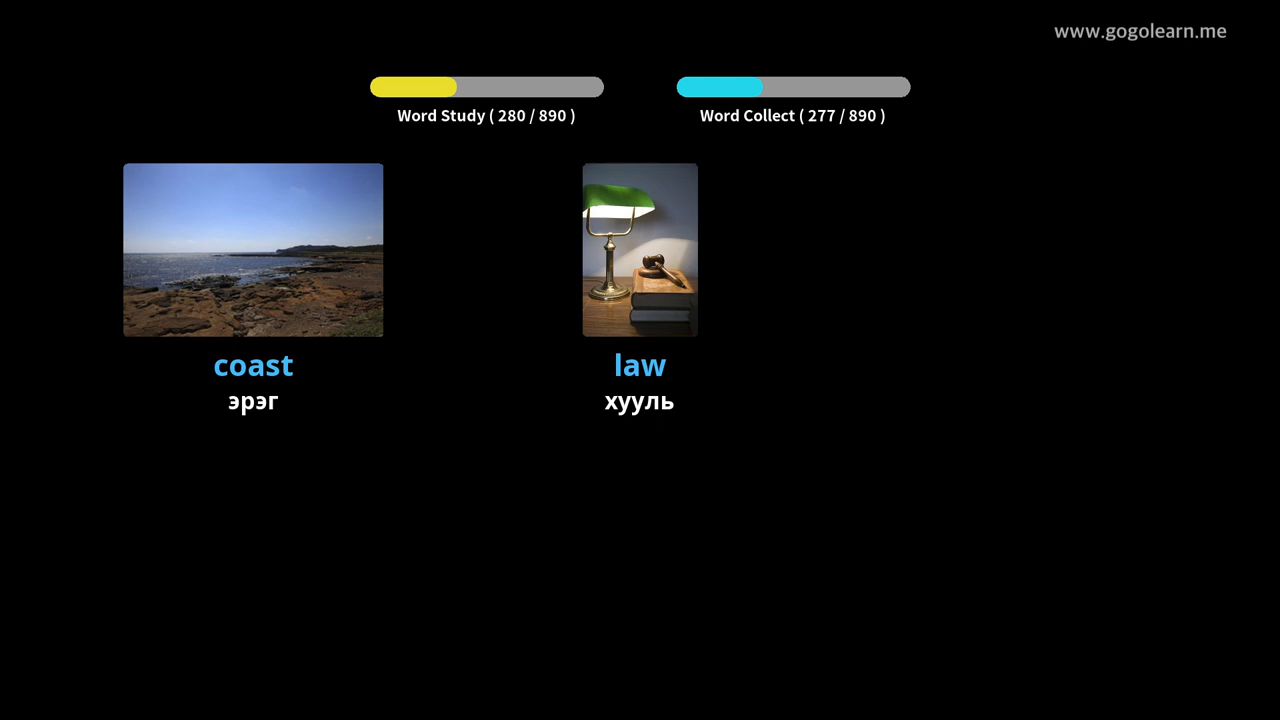 www.gogolearn.me
Word Study ( 280 / 890 )
Word Collect ( 277 / 890 )
coast
эрэг
law
хууль